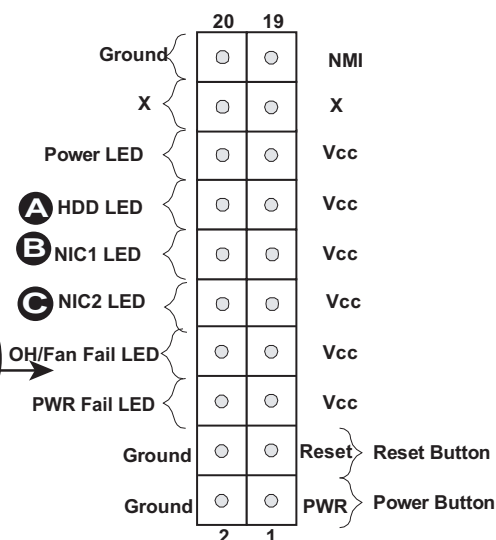 20 19
Ground NMI
X X
Power LED Vcc
A HDD LED Vcc
B NIC1 LED Vcc
C NIC2 LED Vcc
OH/Fan Fail LED Vcc
PWR Fail LED Vcc
Ground Reset Reset Button
Ground PWR Power Button
2 1